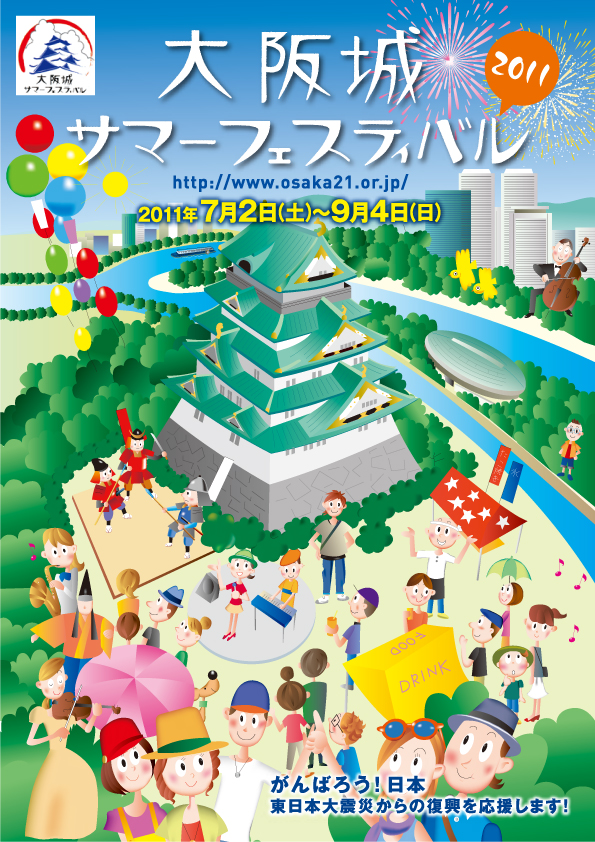 大阪城
サマーフェスティバル
大阪城
サマーフェスティバル
2011
http://www.osaka21.or.jp/
2011年7月2日(土)〜9月4日(日)
FOOD
DRINK
がんばろう!日本
東日本大震災からの復興を応援します!